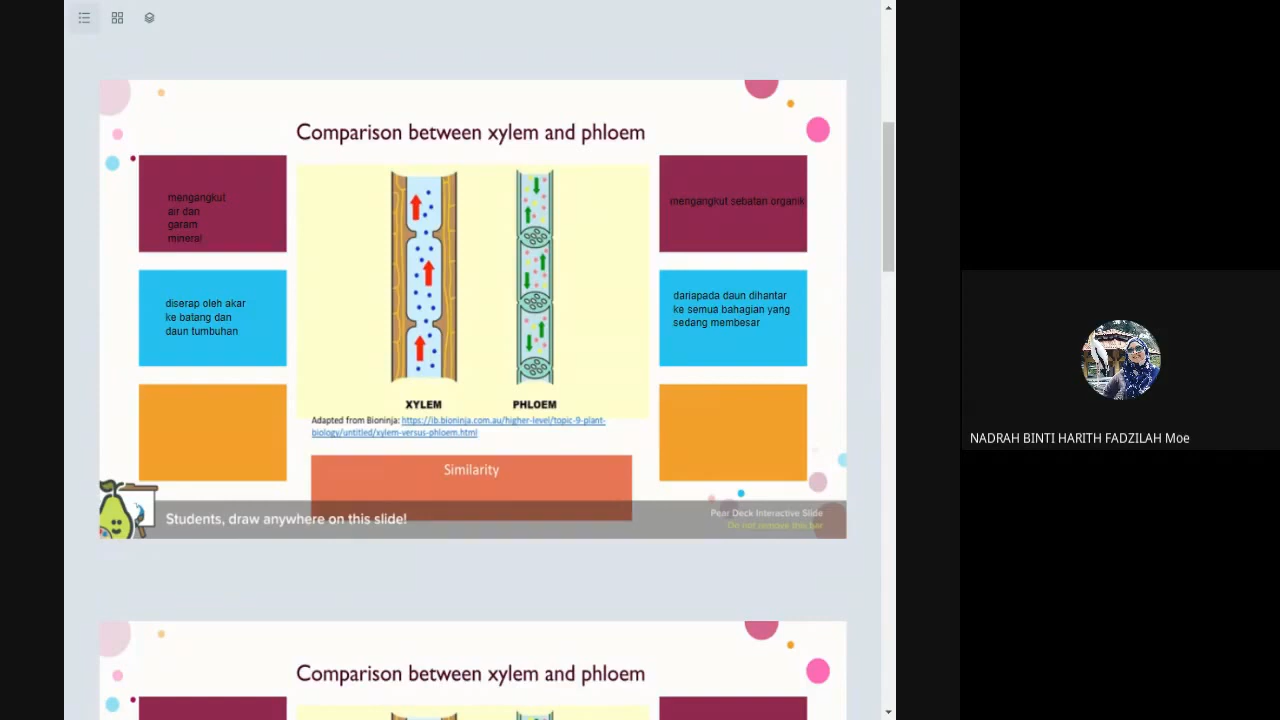 Comparison between xylem and phloem
mengangkut
air dan
garam
mineral
mengangkut sebatan organik
diserap oleh akar
ke batang dan
daun tumbuhan
dariapada daun dihantar
ke semua bahagian yang
sedang membesar
XYLEM
PHLOEM
Adapted from Bioninja: https://ib.bioninja.com.au/higher-level/topic-9-plant-
biology/untitled/xylem-versus-phloem.html
Similarity
Students, draw anywhere on this slide!
Pear Deck Interactive Slide
Do not remove this bar
NADRAH BINTI HARITH FADZILAH Moe
Comparison between xylem and phloem